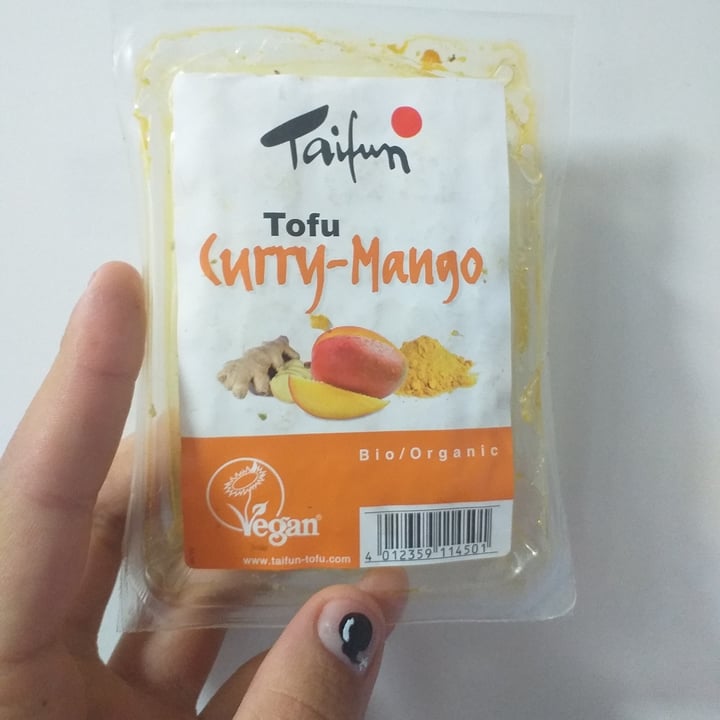 Taifun
Tofu
Curry-Mango
Bio/Organic
Vegan
www.taifun-tofu.com
4 012359 114501